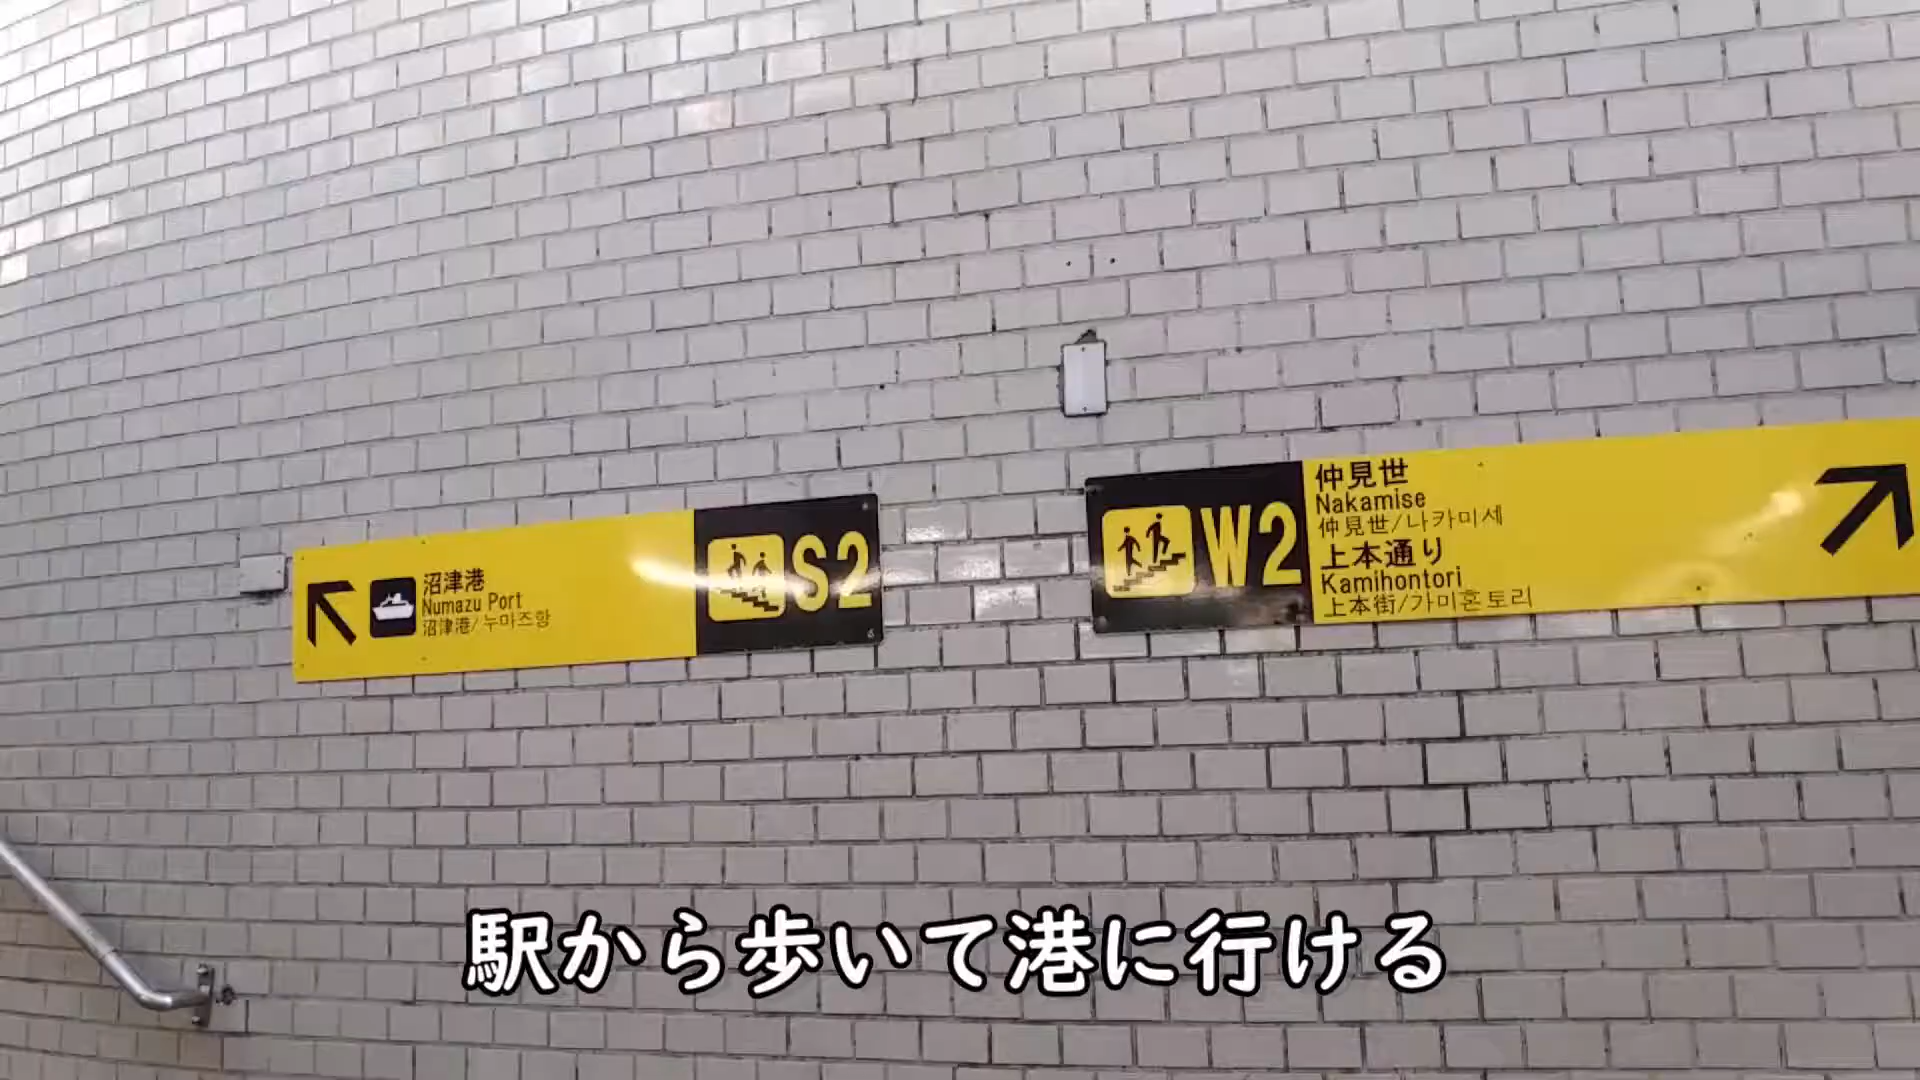 沼津港
Numazu Port
沼津港/누마즈항
S2
W2
仲見世
Nakamise
仲見世/나카미세
上本通り
Kamihontori
上本街/가미혼토리
駅から歩いて港に行ける